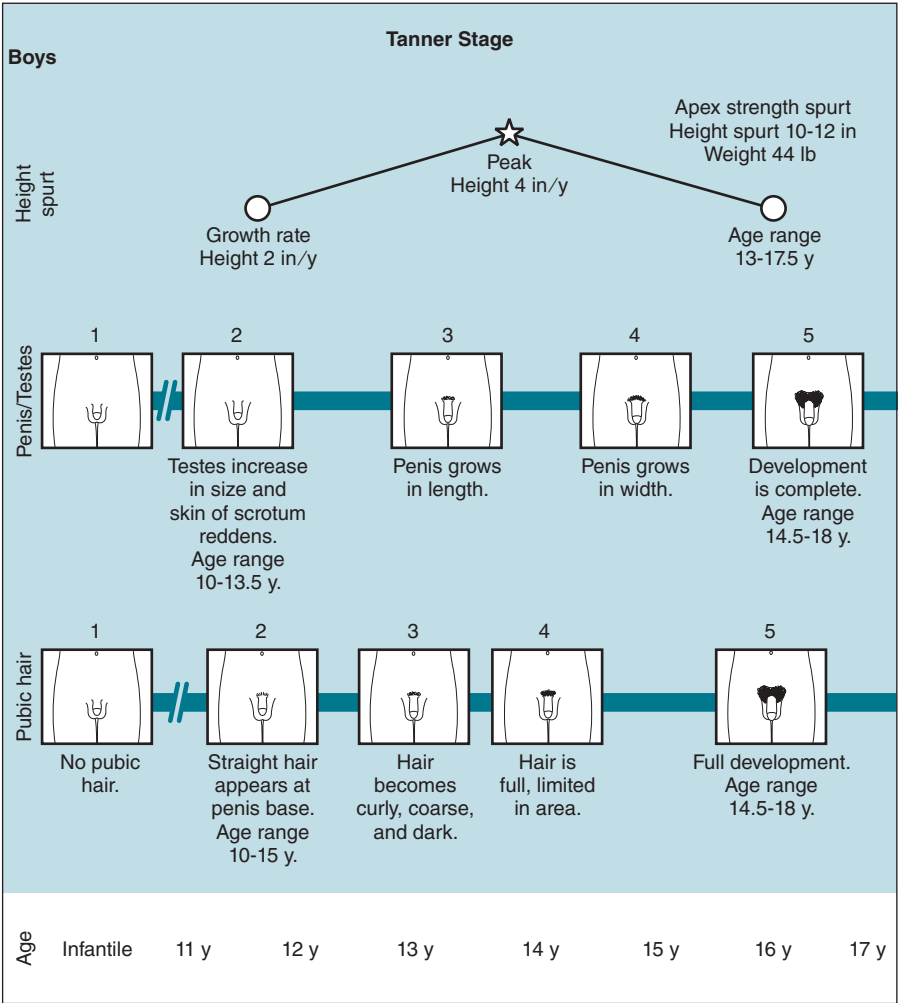 Tanner Stage
Boys
Height
spurt
Apex strength spurt
Height spurt 10-12 in
Weight 44 lb
Peak
Height 4 in/y
Growth rate
Height 2 in/y
Age range
13-17.5 y
Penis/Testes
1
2
3
4
5
Testes increase
in size and
skin of scrotum
reddens.
Age range
10-13.5 y.
Penis grows
in length.
Penis grows
in width.
Development
is complete.
Age range
14.5-18 y.
Pubic hair
1
2
3
4
5
No pubic
hair.
Straight hair
appears at
penis base.
Age range
10-15 y.
Hair
becomes
curly, coarse,
and dark.
Hair is
full, limited
in area.
Full development.
Age range
14.5-18 y.
Age
Infantile
11 y
12 y
13 y
14 y
15 y
16 y
17 y